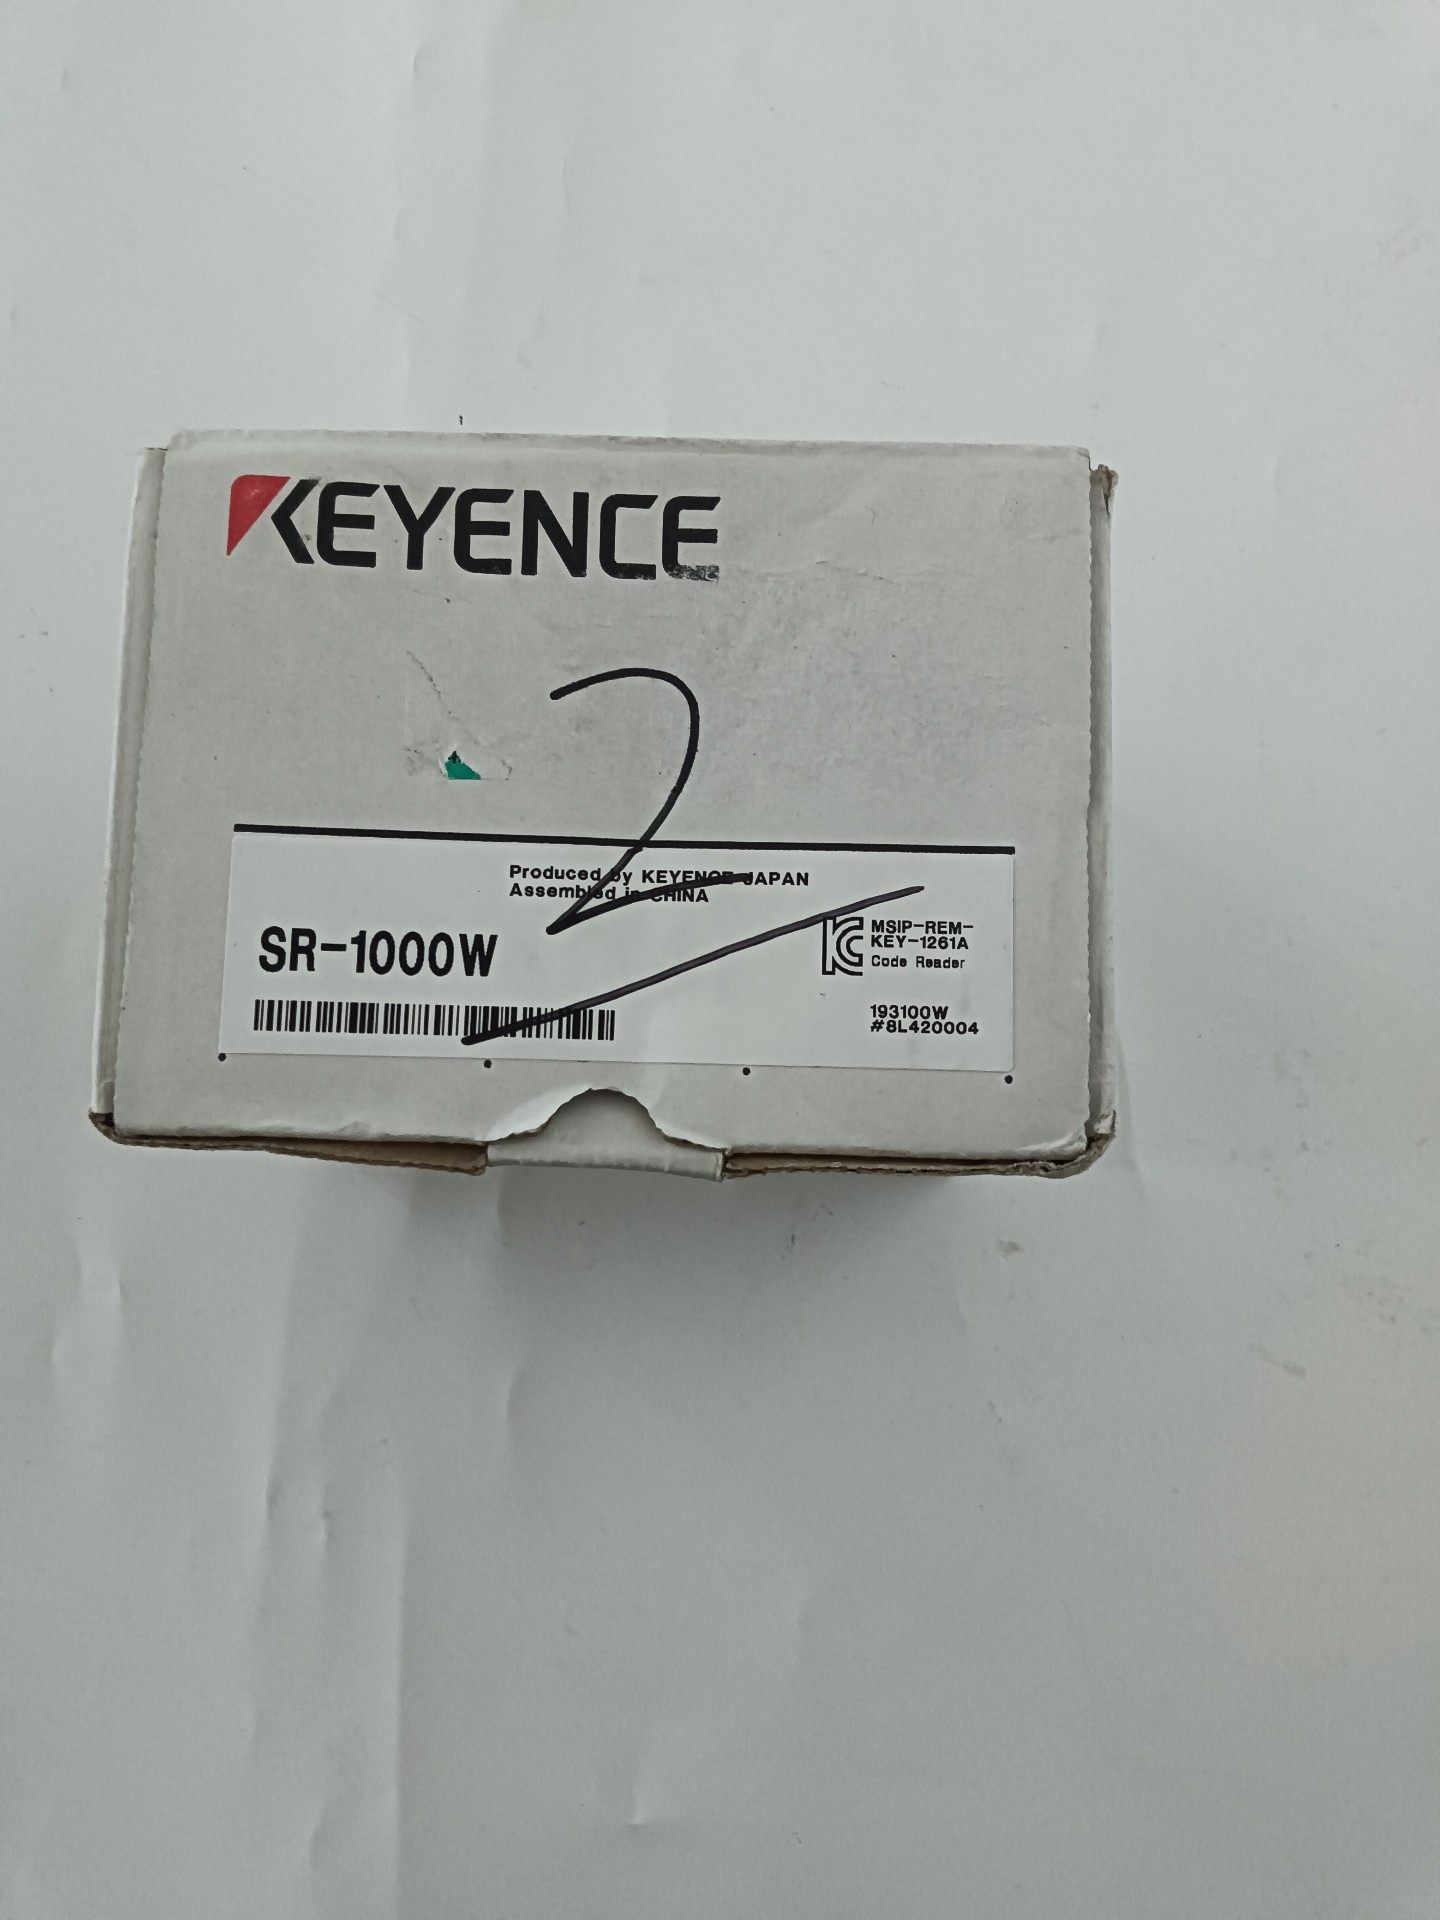 KEYENCE
2
Produced by KEYENCE JAPAN
Assembled in CHINA
SR-1000W
MSIP-REM-
KEY-1261A
Code Reader
193100W
#8L420004